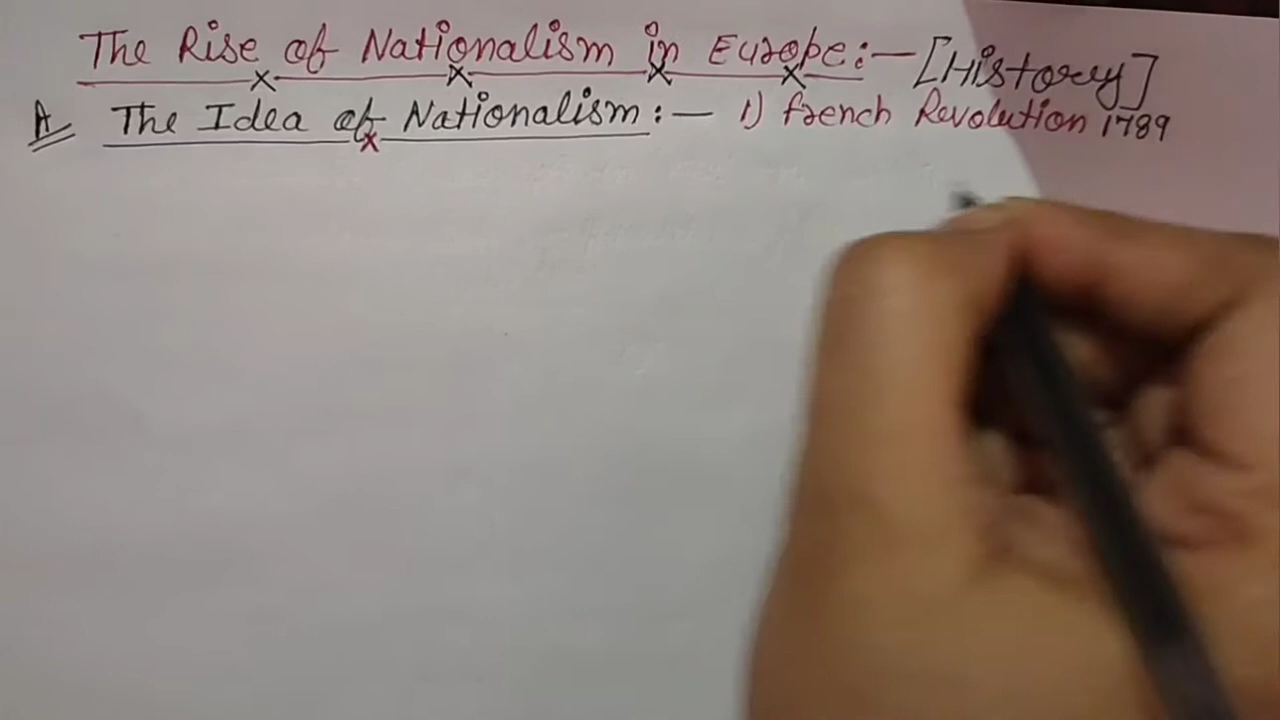 The Rise of Nationalism in Europe:- [History]
A The Idea of Nationalism:- 1) French Revolution 1789